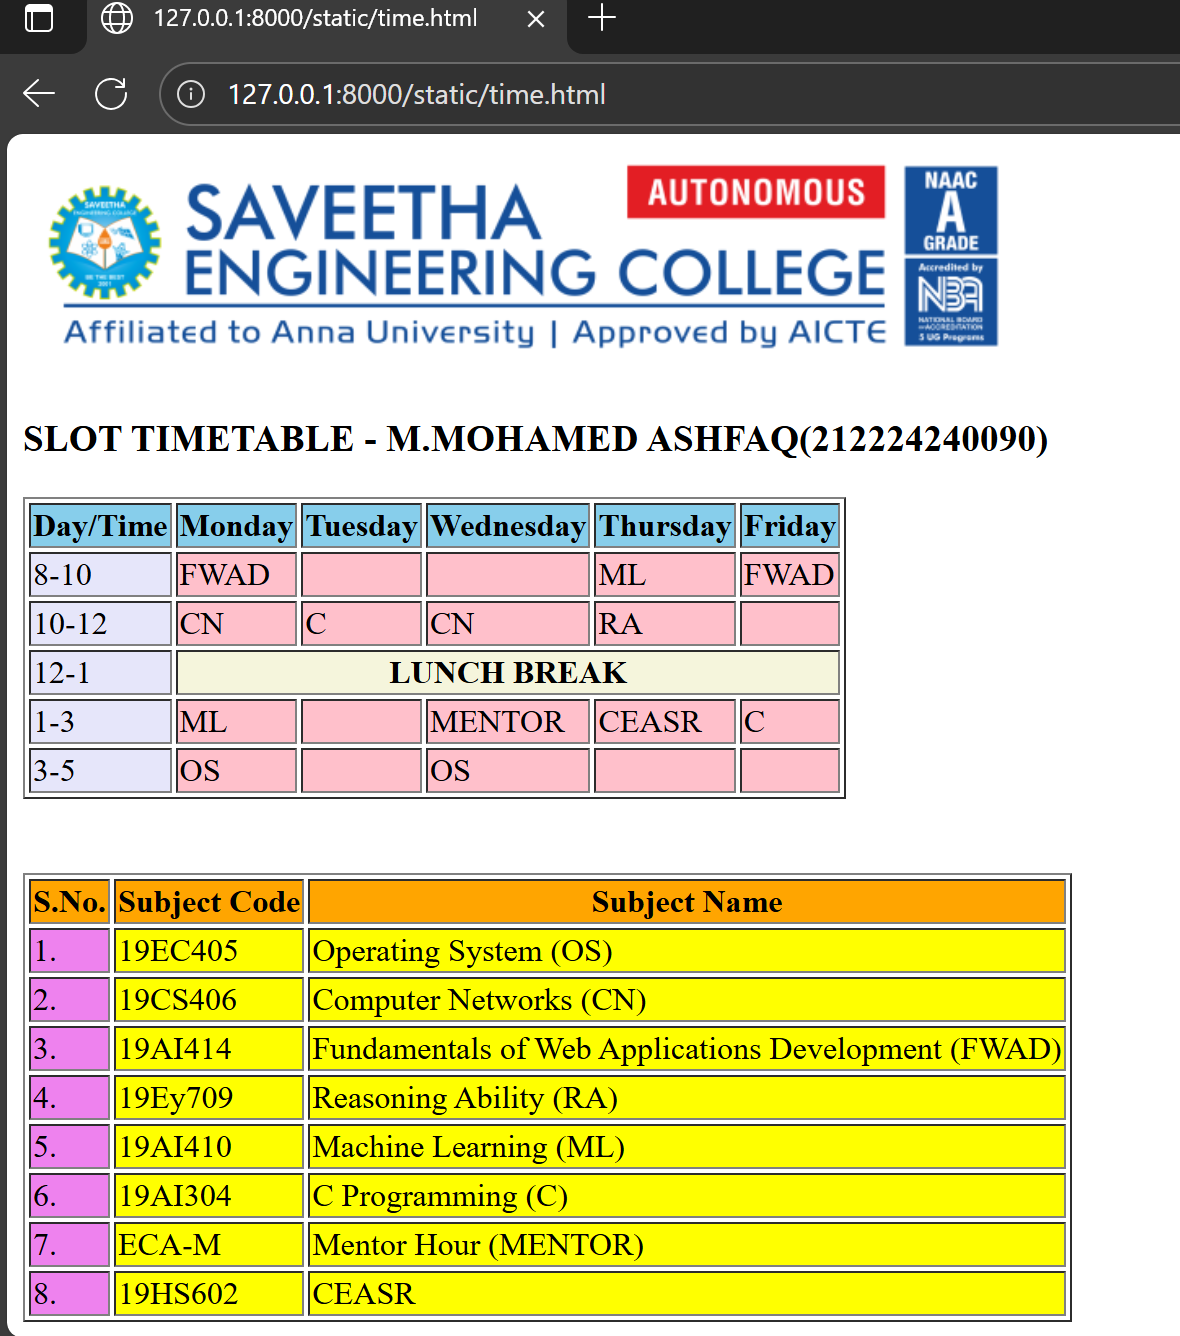 127.0.0.1:8000/static/time.html
127.0.0.1:8000/static/time.html
SAVEETHA
ENGINEERING COLLEGE
AUTONOMOUS
SAVEETHA
ENGINEERING COLLEGE
Affiliated to Anna University | Approved by AICTE
NAAC
A
GRADE
Accredited by
NBA
NATIONAL BOARD
of ACCREDITATION
5 UG Programs
SLOT TIMETABLE - M.MOHAMED ASHFAQ(212224240090)
Day/Time Monday Tuesday Wednesday Thursday Friday
8-10 FWAD ML FWAD
10-12 CN C CN RA
12-1 LUNCH BREAK
1-3 ML MENTOR CEASR C
3-5 OS OS
S.No. Subject Code Subject Name
1. 19EC405 Operating System (OS)
2. 19CS406 Computer Networks (CN)
3. 19AI414 Fundamentals of Web Applications Development (FWAD)
4. 19Ey709 Reasoning Ability (RA)
5. 19AI410 Machine Learning (ML)
6. 19AI304 C Programming (C)
7. ECA-M Mentor Hour (MENTOR)
8. 19HS602 CEASR